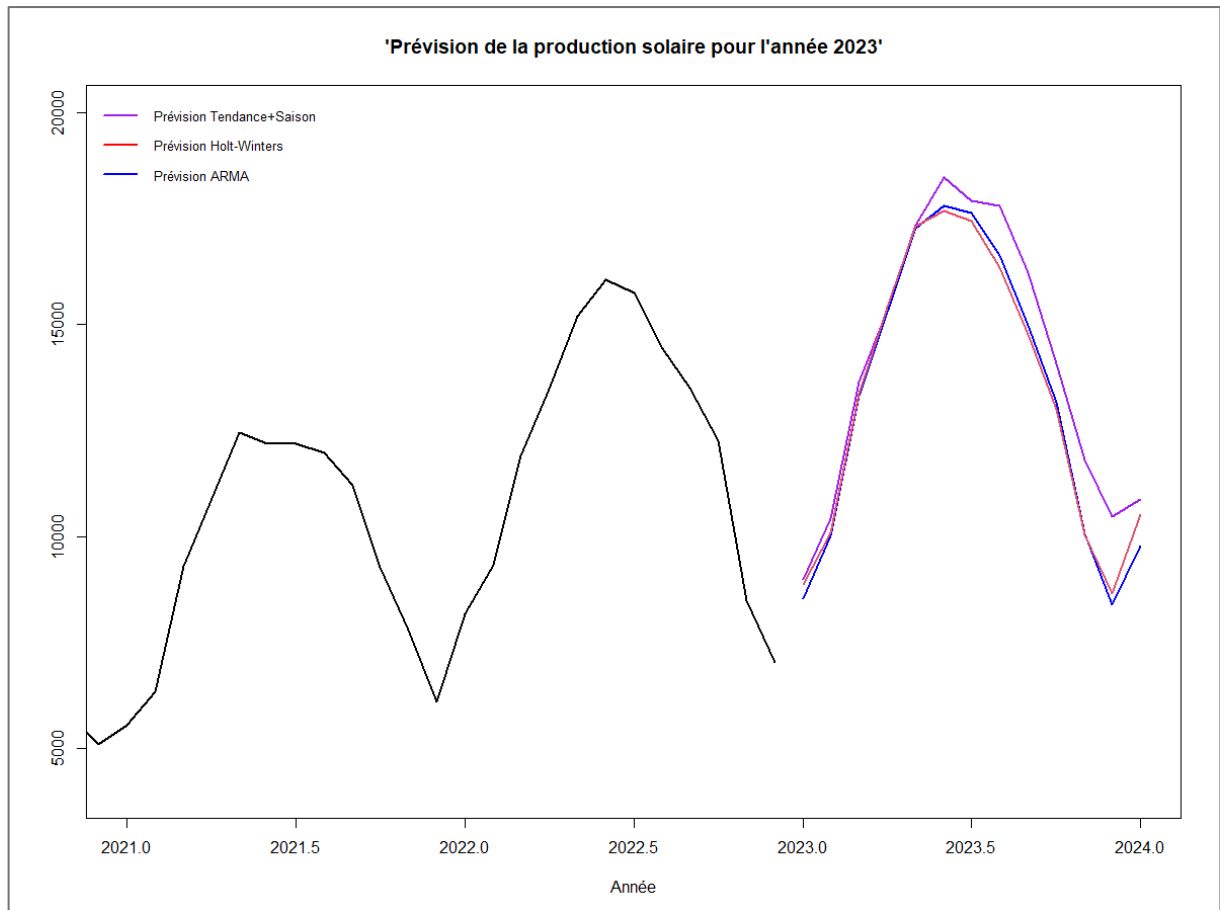 'Prévision de la production solaire pour l'année 2023'
Prévision Tendance+Saison
Prévision Holt-Winters
Prévision ARMA
20000
15000
10000
5000
2021.0 2021.5 2022.0 2022.5 2023.0 2023.5 2024.0
Année